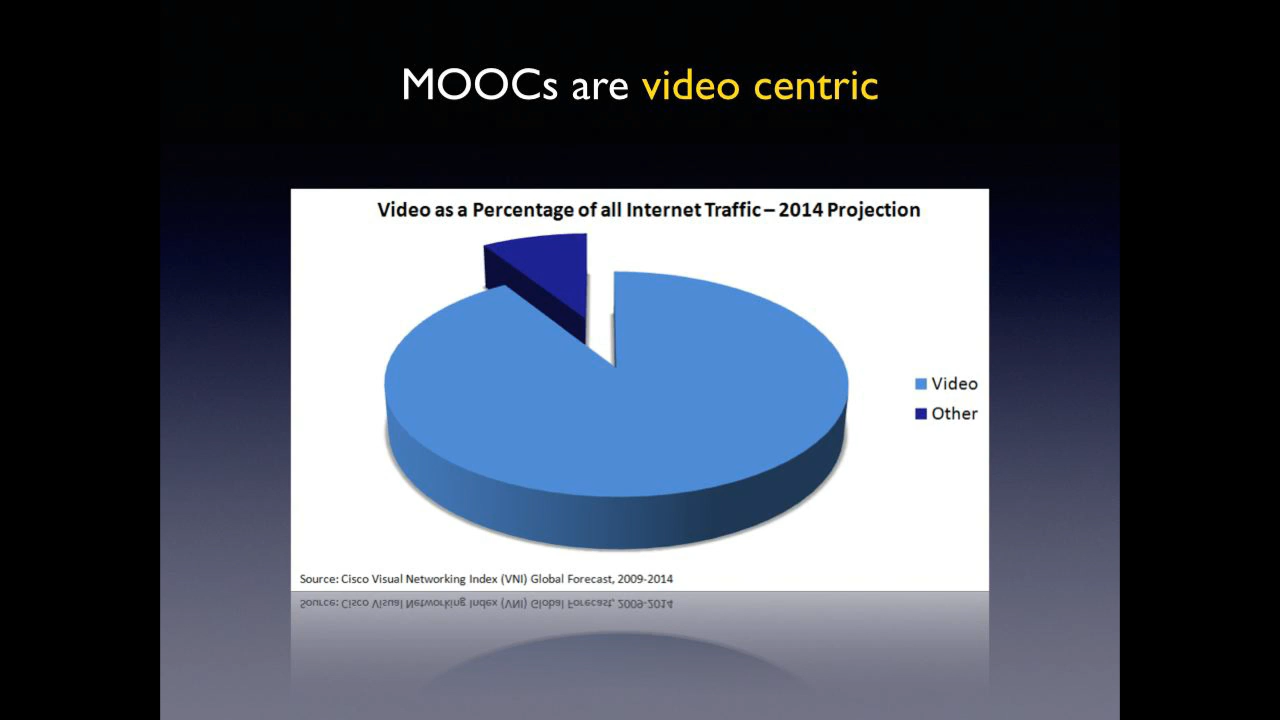 MOOCs are video centric
Video as a Percentage of all Internet Traffic – 2014 Projection
Video
Other
Source: Cisco Visual Networking Index (VNI) Global Forecast, 2009-2014